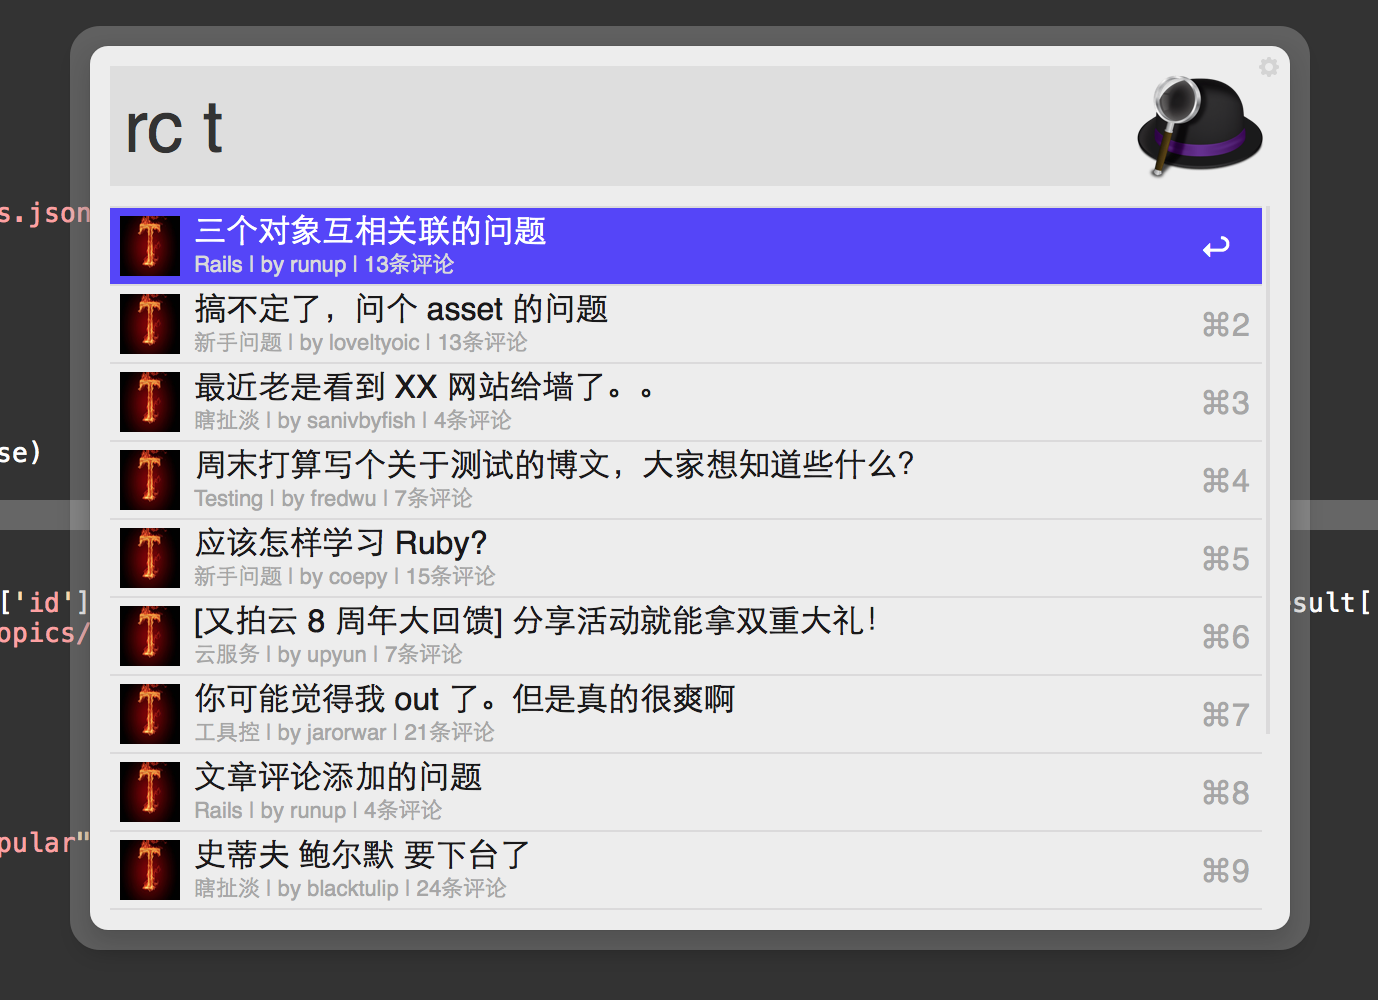 rc t
s.json
三个对象互相关联的问题
Rails | by runup | 13条评论
搞不定了，问个 asset 的问题
⌘2
新手问题 | by loveltyoic | 13条评论
最近老是看到 XX 网站给墙了。。
⌘3
瞎扯淡 | by sanivbyfish | 4条评论
se)
周末打算写个关于测试的博文，大家想知道些什么？
⌘4
Testing | by fredwu | 7条评论
应该怎样学习 Ruby?
⌘5
新手问题 | by coepy | 15条评论
['id']
sult[
[又拍云 8 周年大回馈] 分享活动就能拿双重大礼！
⌘6
opics/
云服务 | by upyun | 7条评论
你可能觉得我 out 了。但是真的很爽啊
⌘7
工具控 | by jarorwar | 21条评论
文章评论添加的问题
⌘8
Rails | by runup | 4条评论
pular"
史蒂夫 鲍尔默 要下台了
⌘9
瞎扯淡 | by blacktulip | 24条评论